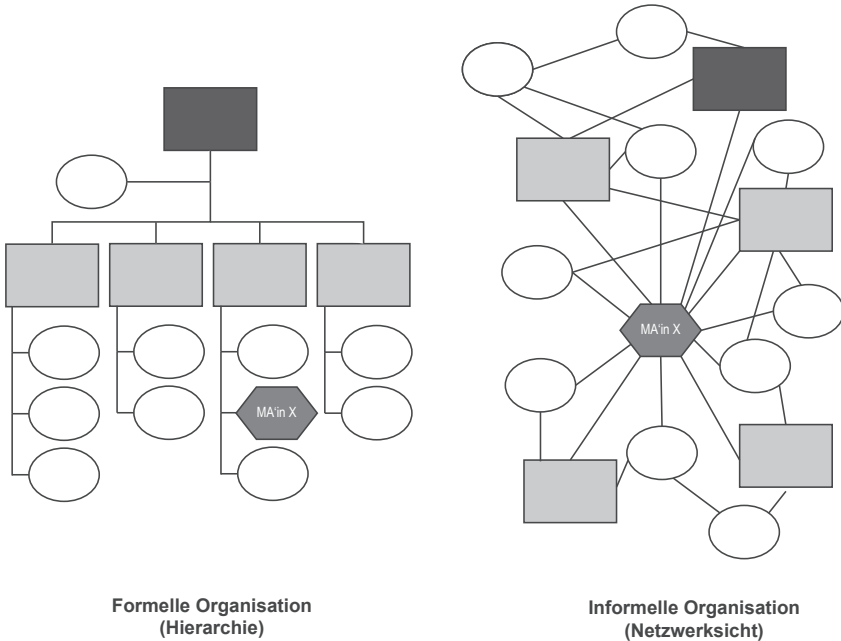 MA‘in X
MA‘in X
Formelle Organisation
(Hierarchie)
Informelle Organisation
(Netzwerksicht)